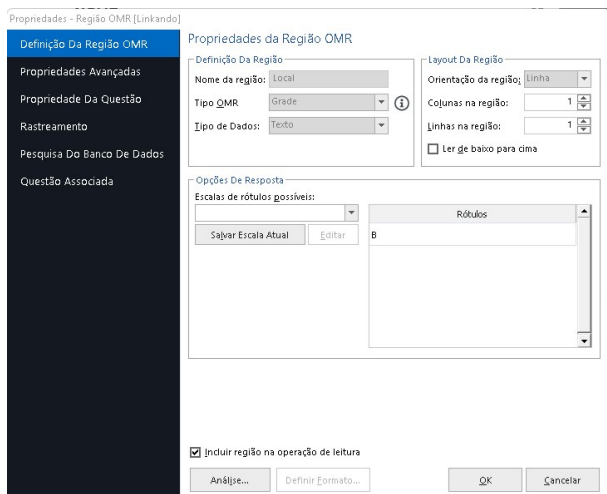 Propriedades - Região OMR [Linkando]
Definição Da Região OMR
Propriedades Avançadas
Propriedade Da Questão
Rastreamento
Pesquisa Do Banco De Dados
Questão Associada
Propriedades da Região OMR
Definição Da Região
Nome da região: Local
Tipo OMR Grade
Tipo de Dados: Texto
Layout Da Região
Orientação da região: Linha
Colunas na região: 1
Linhas na região: 1
Ler de baixo para cima
Opções De Resposta
Escalas de rótulos possíveis:
Salvar Escala Atual Editar
Rótulos
B
Incluir região na operação de leitura
Análise... Definir Formato... OK Cancelar